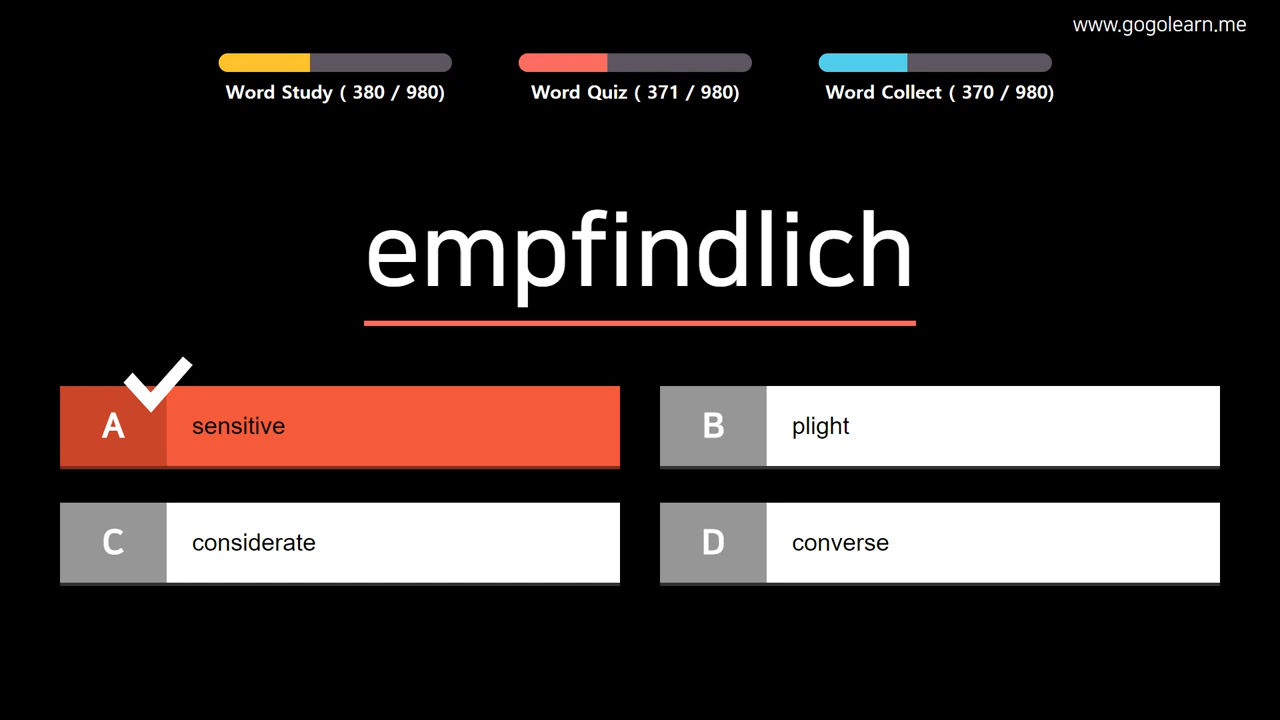 www.gogolearn.me
Word Study ( 380 / 980)
Word Quiz ( 371 / 980)
Word Collect ( 370 / 980)
empfindlich
A sensitive
B plight
C considerate
D converse